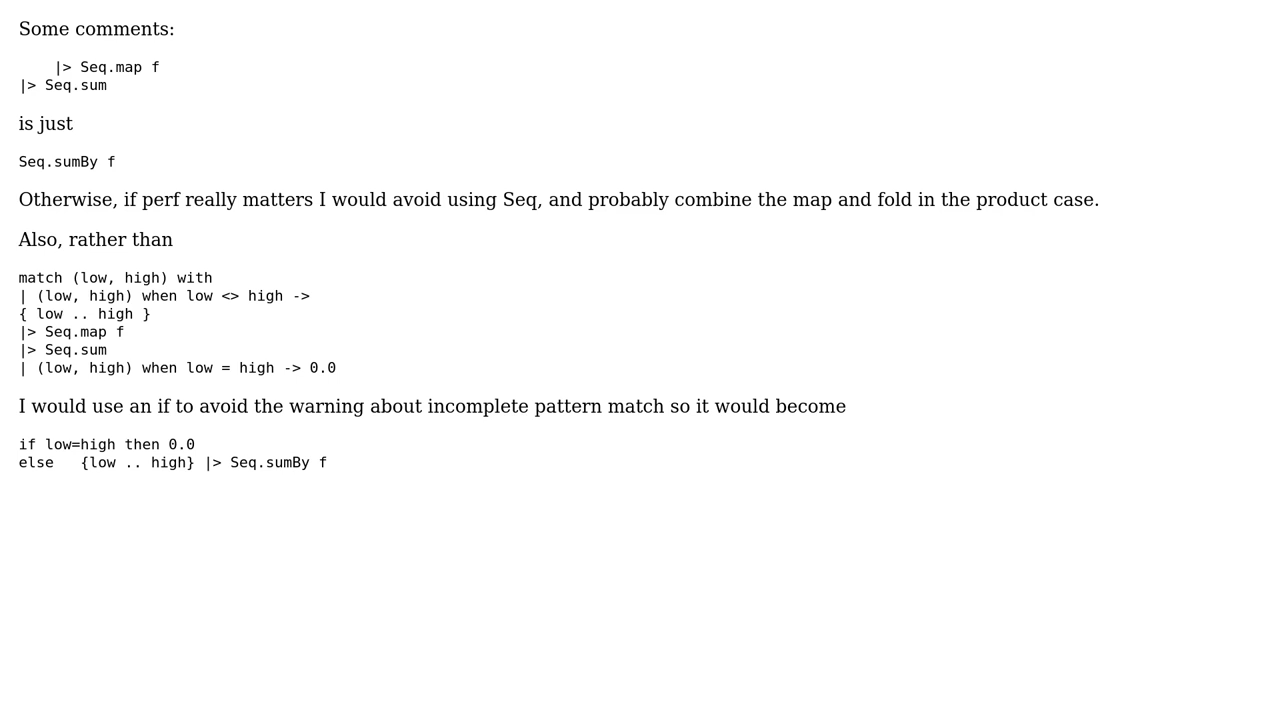 Some comments:
    |> Seq.map f
|> Seq.sum
is just
Seq.sumBy f
Otherwise, if perf really matters I would avoid using Seq, and probably combine the map and fold in the product case.
Also, rather than
match (low, high) with
| (low, high) when low <> high ->
{ low .. high }
|> Seq.map f
|> Seq.sum
| (low, high) when low = high -> 0.0
I would use an if to avoid the warning about incomplete pattern match so it would become
if low=high then 0.0
else   {low .. high} |> Seq.sumBy f